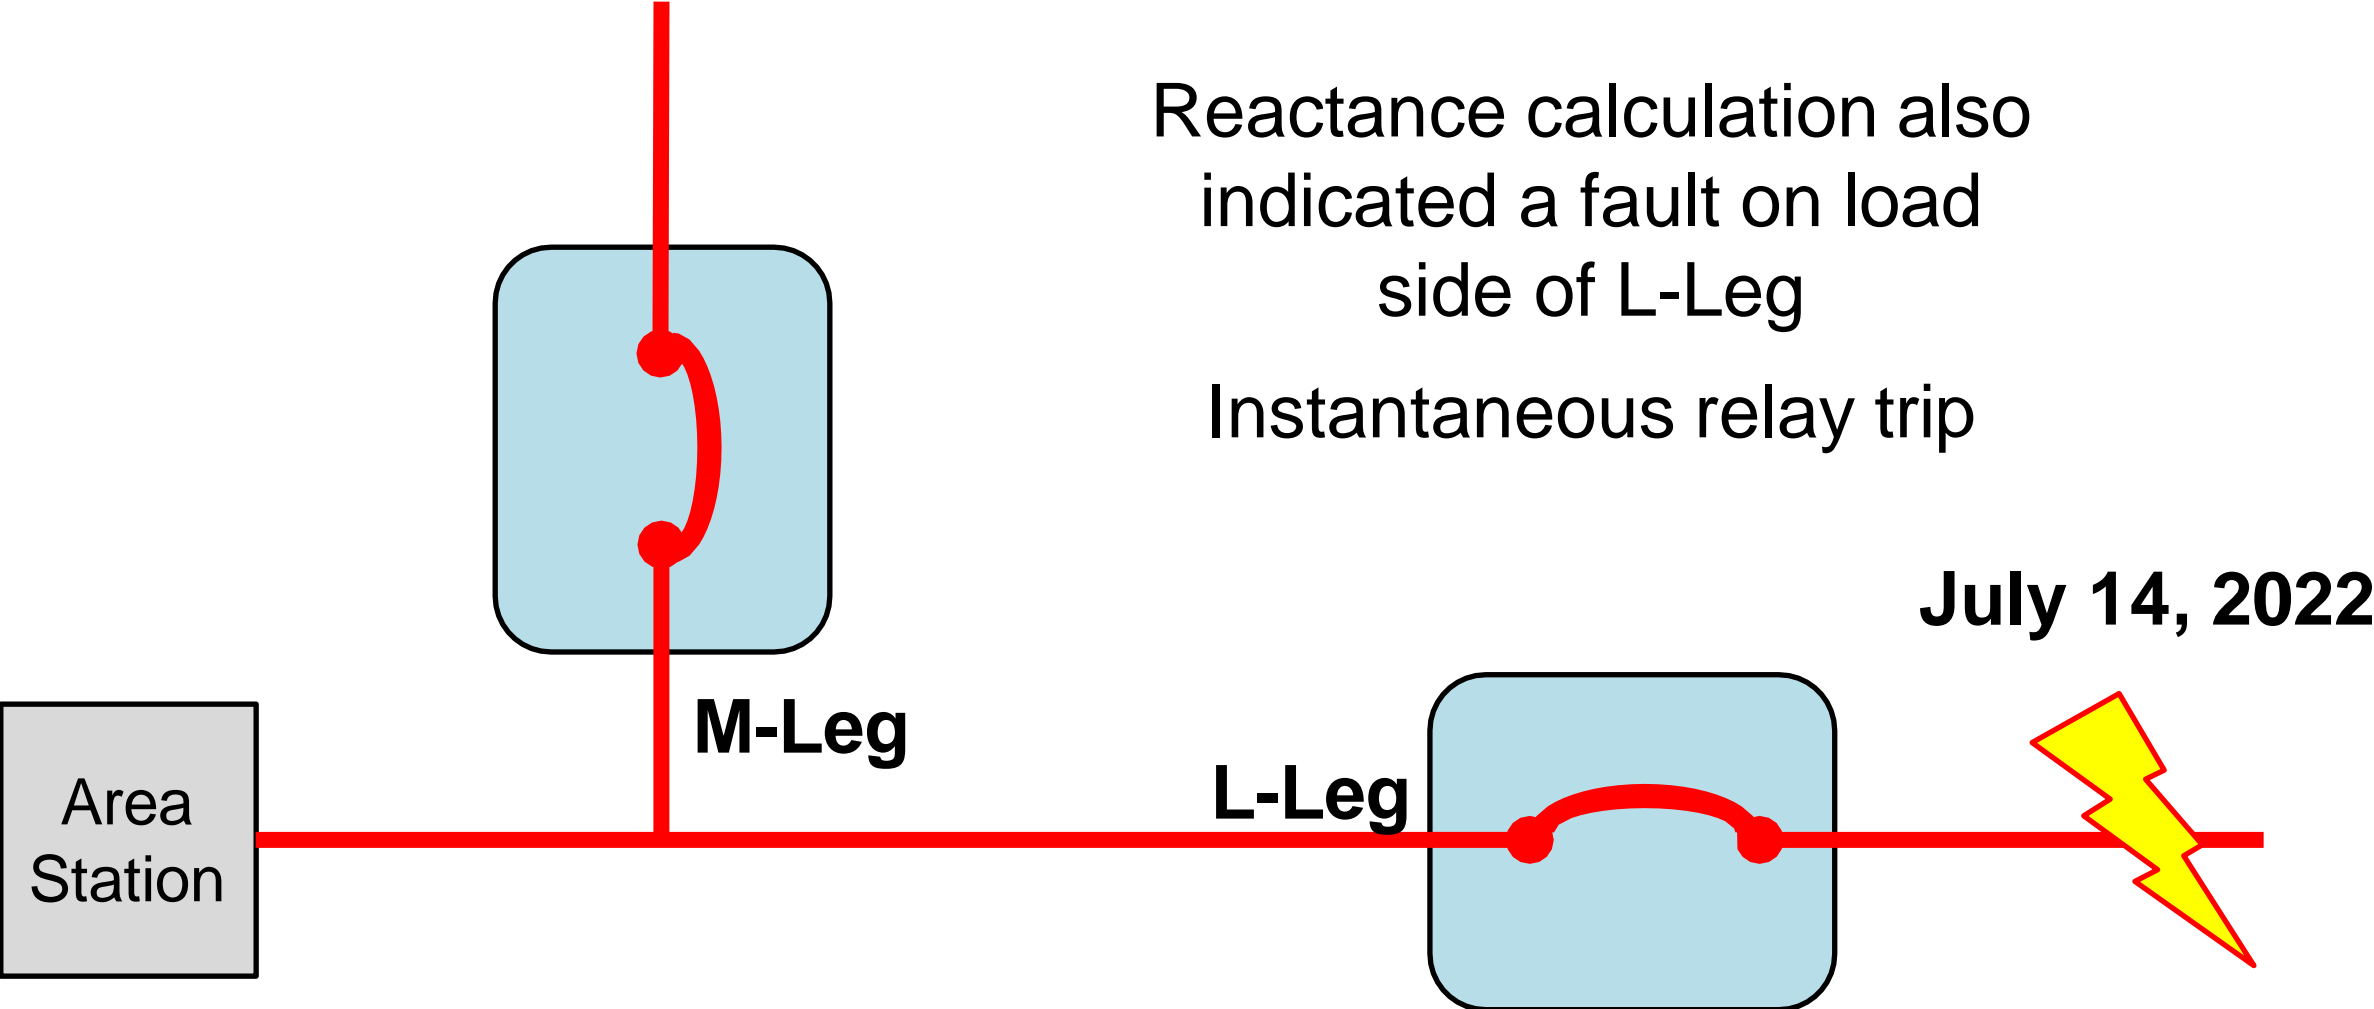 Reactance calculation also
indicated a fault on load
side of L-Leg
Instantaneous relay trip
July 14, 2022
M-Leg
L-Leg
Area
Station